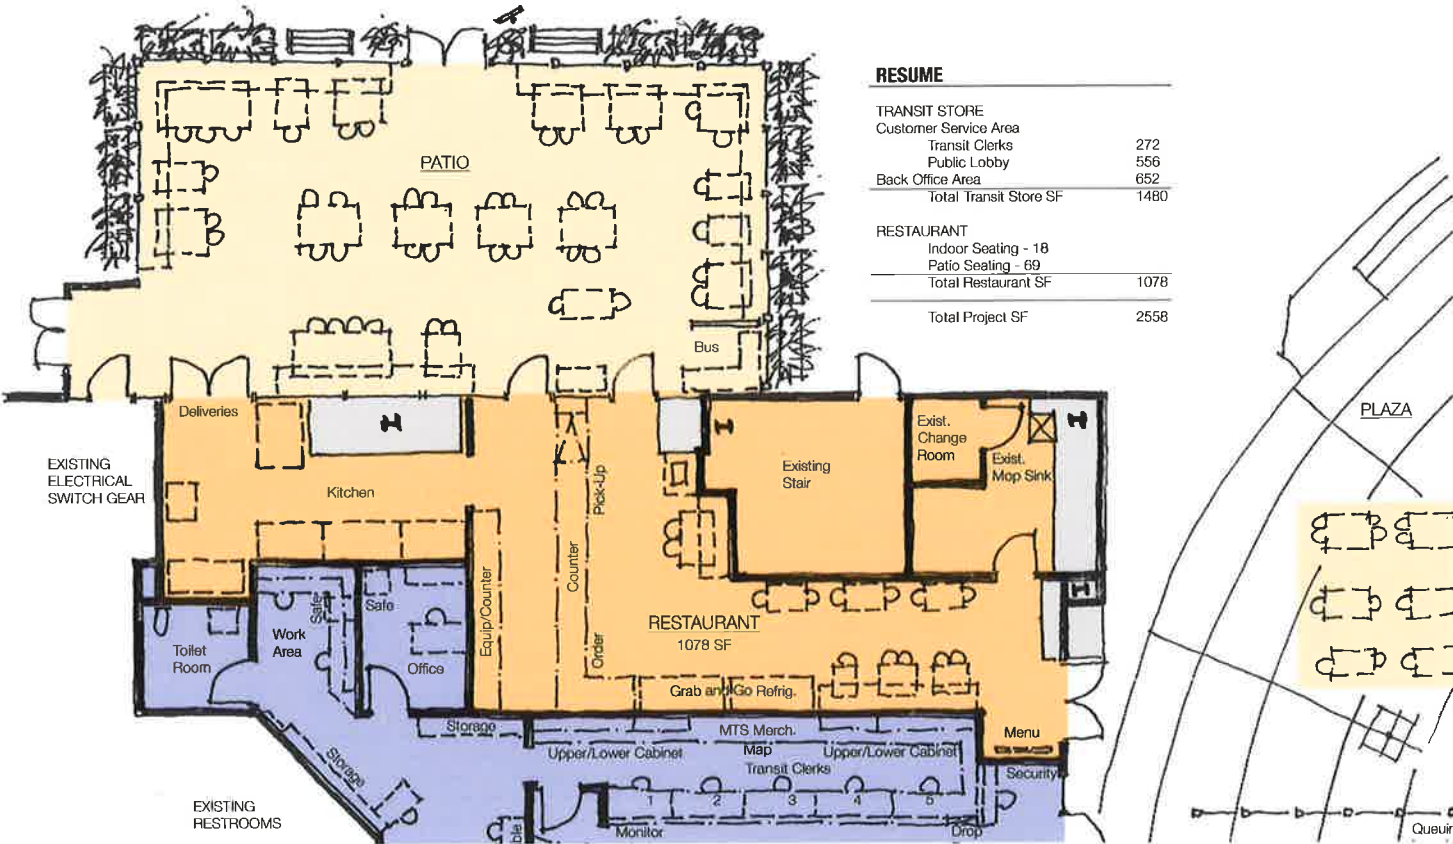 RESUME
TRANSIT STORE
Customer Service Area
Transit Clerks 272
Public Lobby 556
Back Office Area 652
Total Transit Store SF 1480
RESTAURANT
Indoor Seating - 18
Patio Seating - 69
Total Restaurant SF 1078
Total Project SF 2558
PATIO
Bus
PLAZA
Deliveries
EXISTING
ELECTRICAL
SWITCH GEAR
Kitchen
Pick-Up
Counter
Order
Equip/Counter
Existing
Stair
Exist.
Change
Room
Exist.
Mop Sink
RESTAURANT
1078 SF
Safe
Safe
Work
Area
Toilet
Room
Office
Grab and Go Refrig.
Storage
Storage
MTS Merch.
Menu
Upper/Lower Cabinet
Map
Upper/Lower Cabinet
Transit Clerks
Security
1 2 3 4 5
EXISTING
RESTROOMS
Monitor
Drop